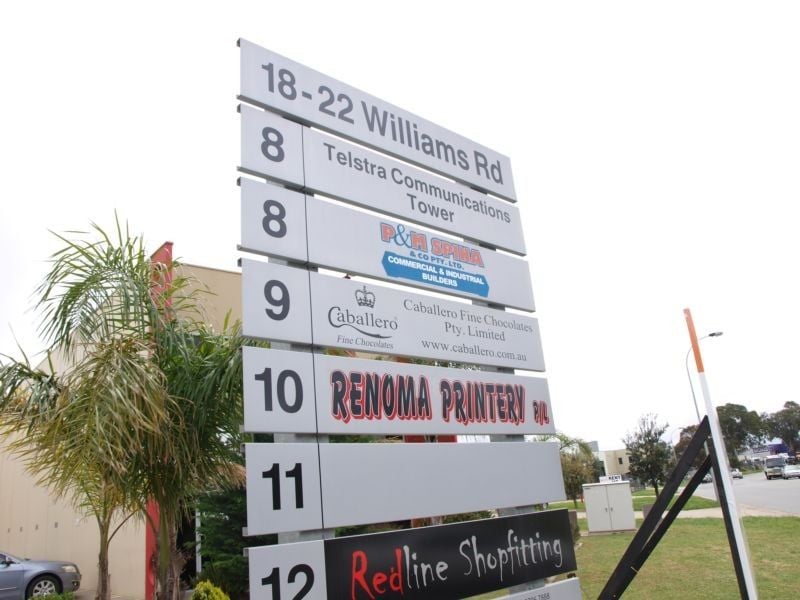 18-22 Williams Rd
8
Telstra Communications
Tower
8
P&M SPINA
& CO PTY. LTD.
COMMERCIAL & INDUSTRIAL
BUILDERS
9
Caballero
Fine Chocolates
Caballero Fine Chocolates
Pty. Limited
www.caballero.com.au
10
RENOMA PRINTERY P/L
11
12
Redline Shopfitting